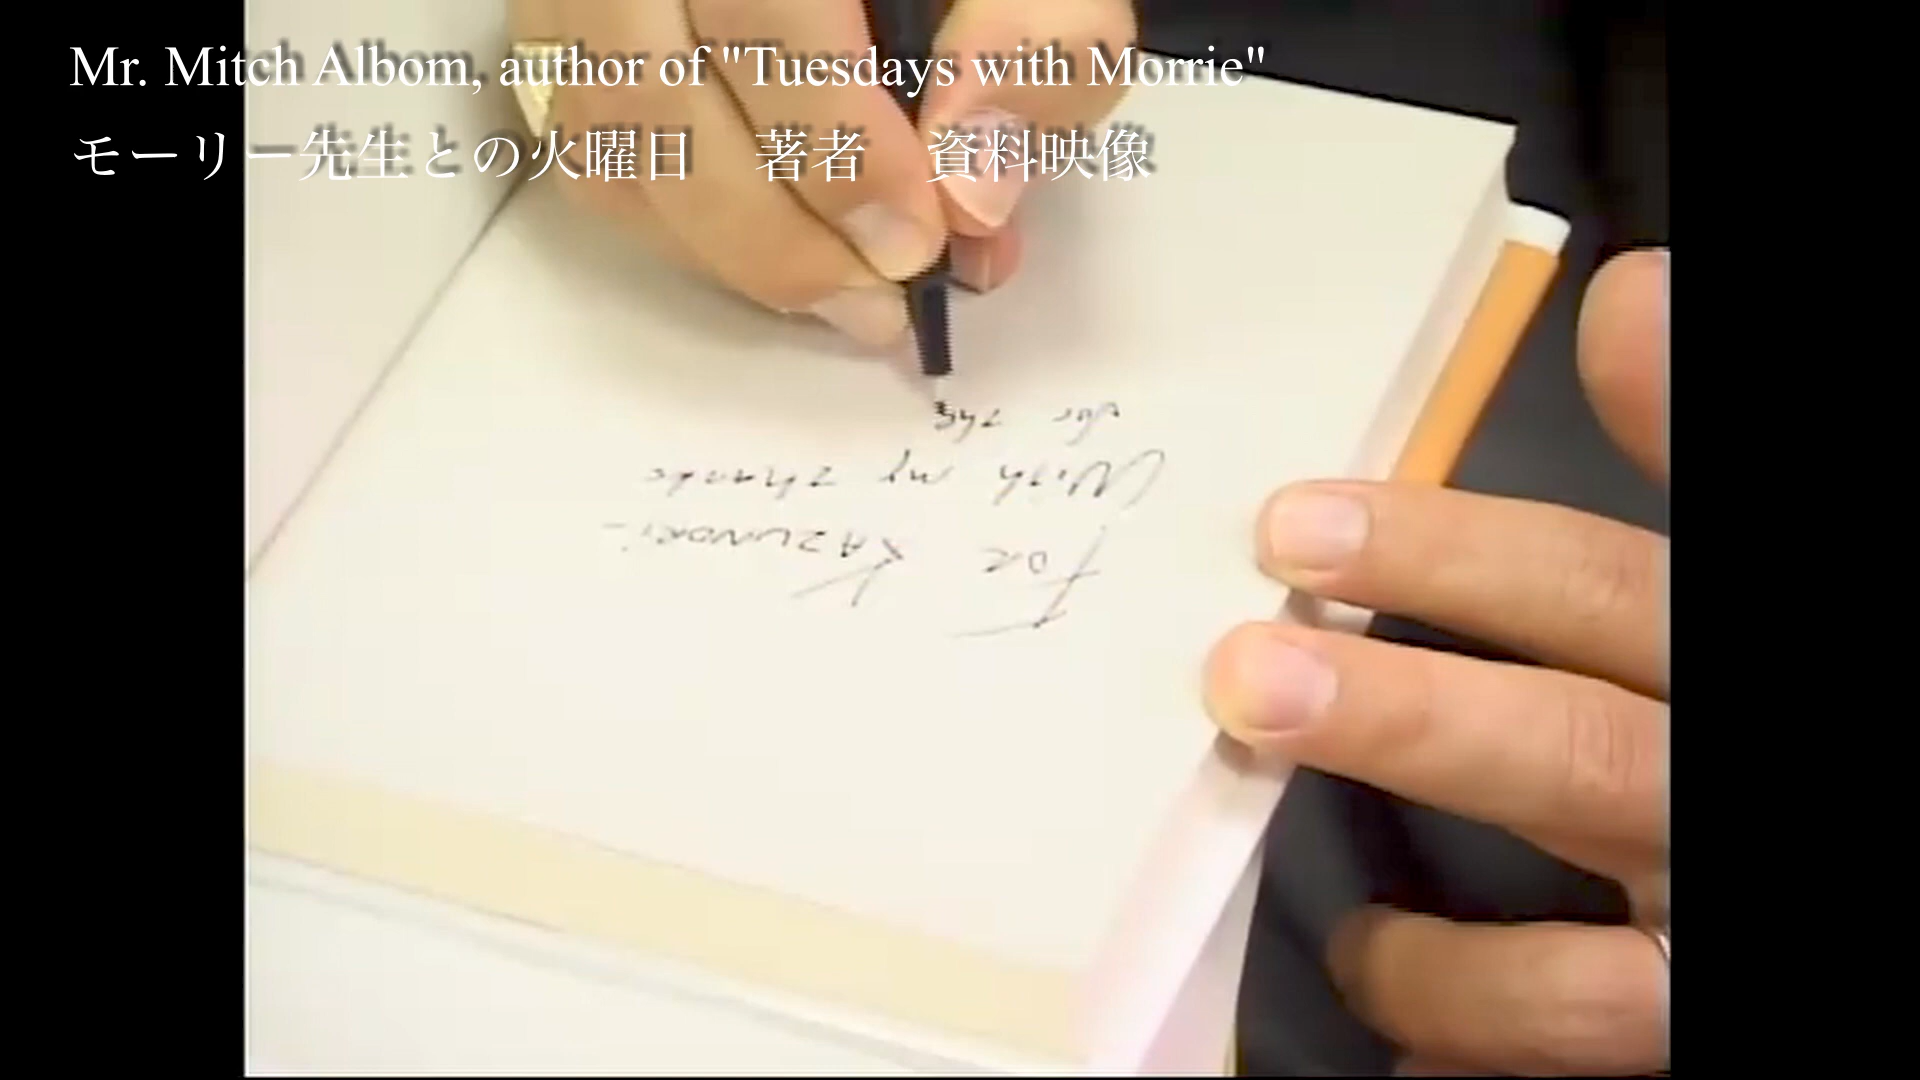 Mr. Mitch Albom, author of "Tuesdays with Morrie"
モーリー先生との火曜日　著者　資料映像
For KAZUNORI-
With my thanks
for the